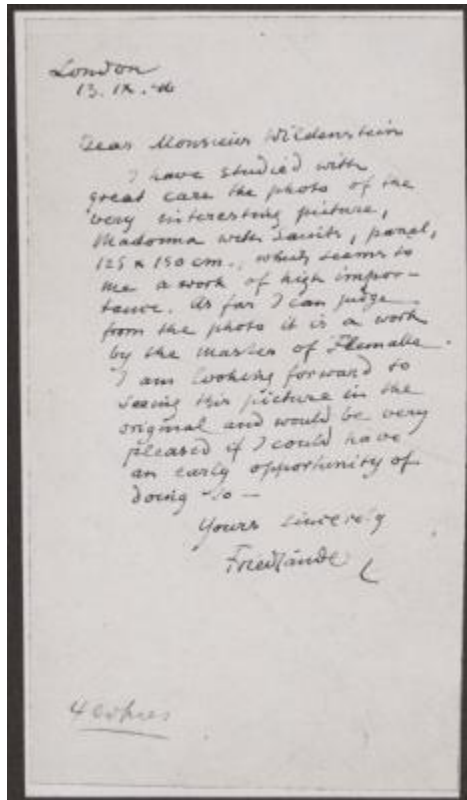 London
13. IX.
Dear Monsieur Wildenstein
I have studied with
great care the photo of the
very interesting picture,
Madonna with Saints, panel,
125 x 150 cm., which seems to
me a work of high impor-
tance. As far I can judge
from the photo it is a work
by the Master of Flemalle.
I am looking forward to
seeing this picture in the
original and would be very
pleased if I could have
an early opportunity of
doing so —
Yours sincerely
Friedländer
4 copies